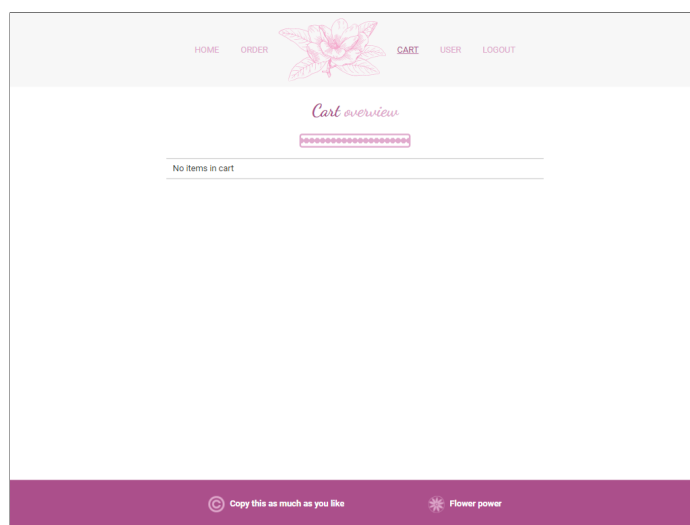 HOME ORDER CART USER LOGOUT
Cart overview
No items in cart
© Copy this as much as you like Flower power